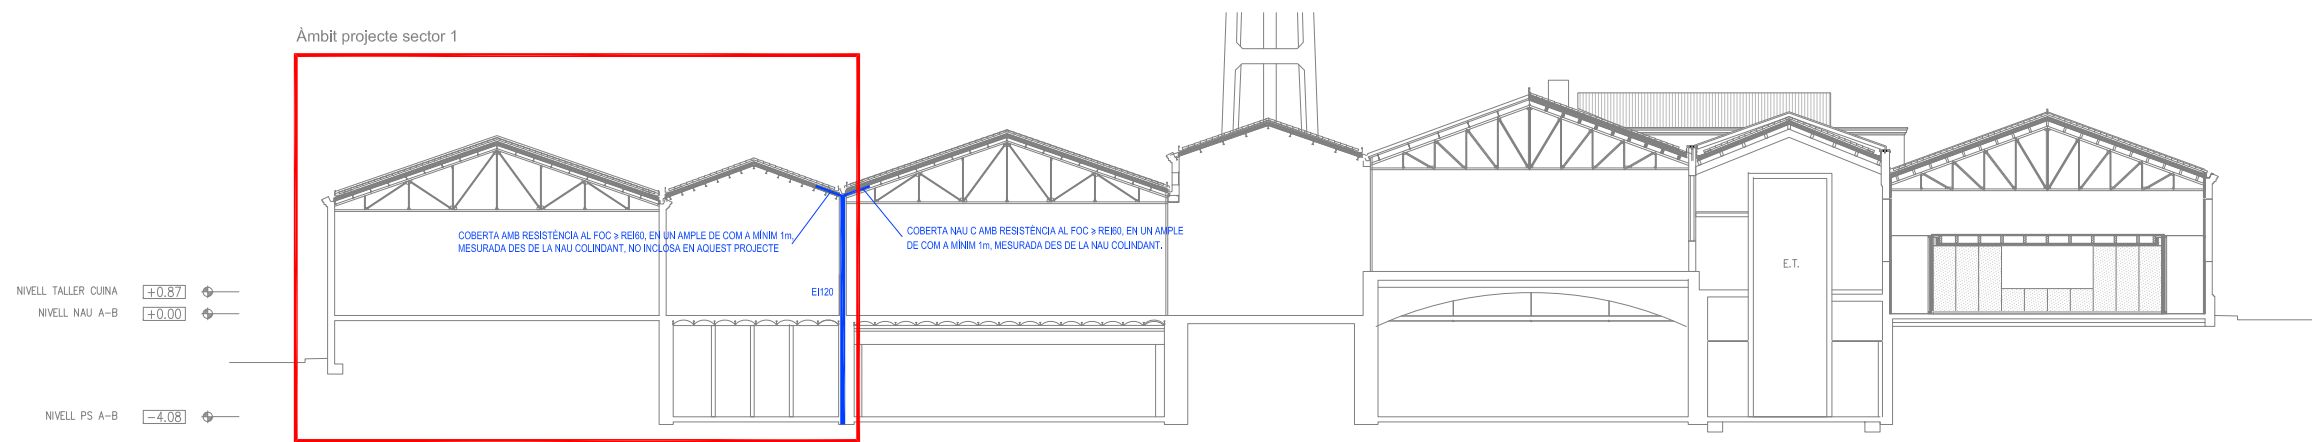 Àmbit projecte sector 1
COBERTA AMB RESISTÈNCIA AL FOC ≥ REI60, EN UN AMPLE DE COM A MÍNIM 1m,
MESURADA DES DE LA NAU COLINDANT, NO INCLOSA EN AQUEST PROJECTE
COBERTA NAU C AMB RESISTÈNCIA AL FOC ≥ REI60, EN UN AMPLE
DE COM A MÍNIM 1m, MESURADA DES DE LA NAU COLINDANT.
E.T.
EI120
NIVELL TALLER CUINA +0.87
NIVELL NAU A-B +0.00
NIVELL PS A-B -4.08